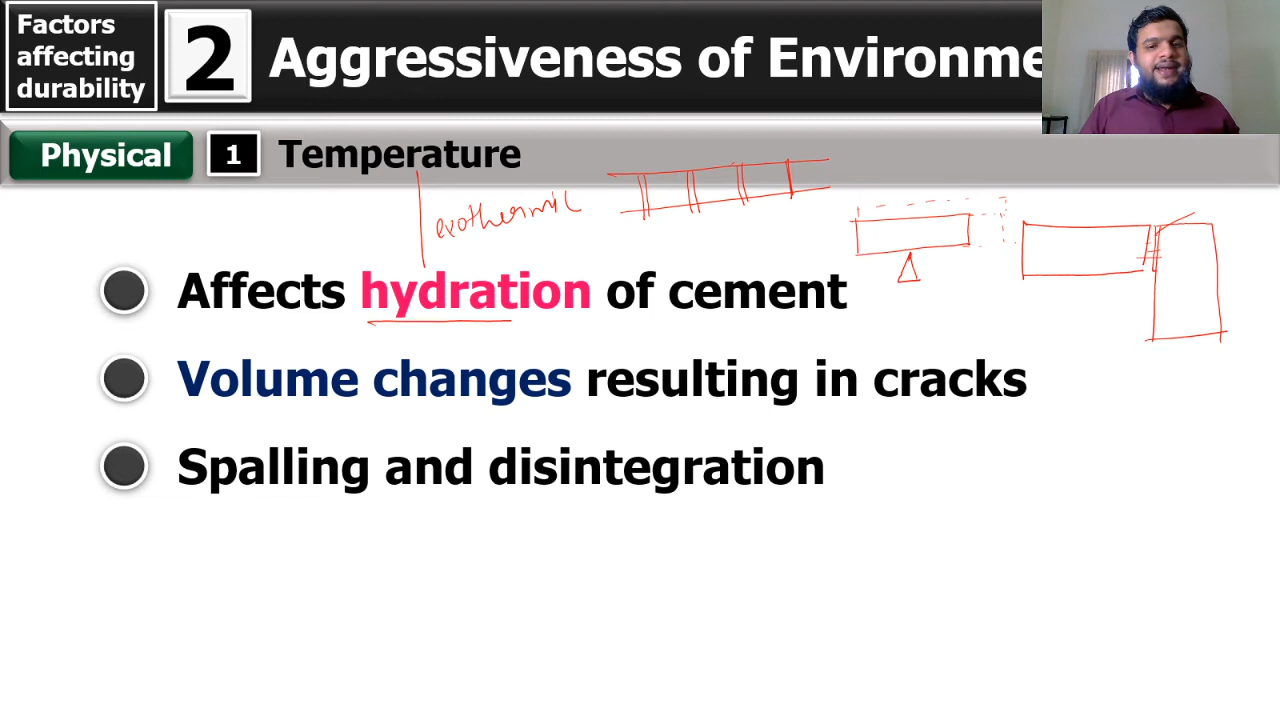 Factors
affecting
durability
2
Aggressiveness of Environme
Physical
1
Temperature
exothermic
Affects hydration of cement
Volume changes resulting in cracks
Spalling and disintegration